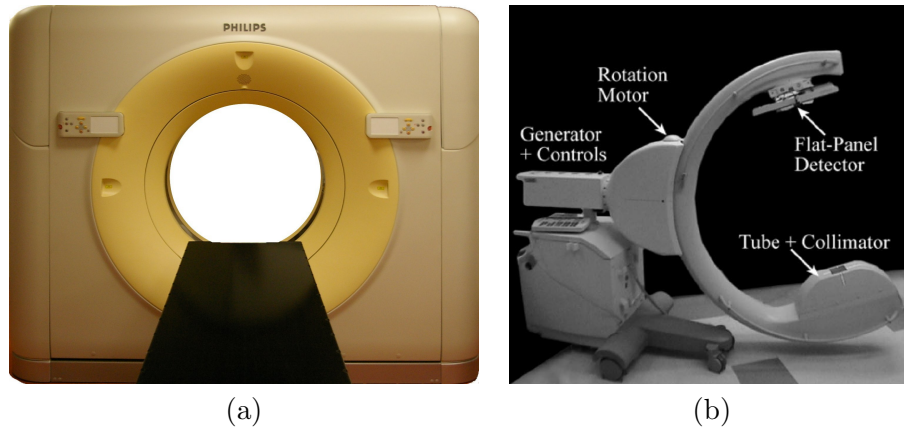 PHILIPS
Rotation
Motor
Generator
+ Controls
Flat-Panel
Detector
Tube + Collimator
(a)
(b)